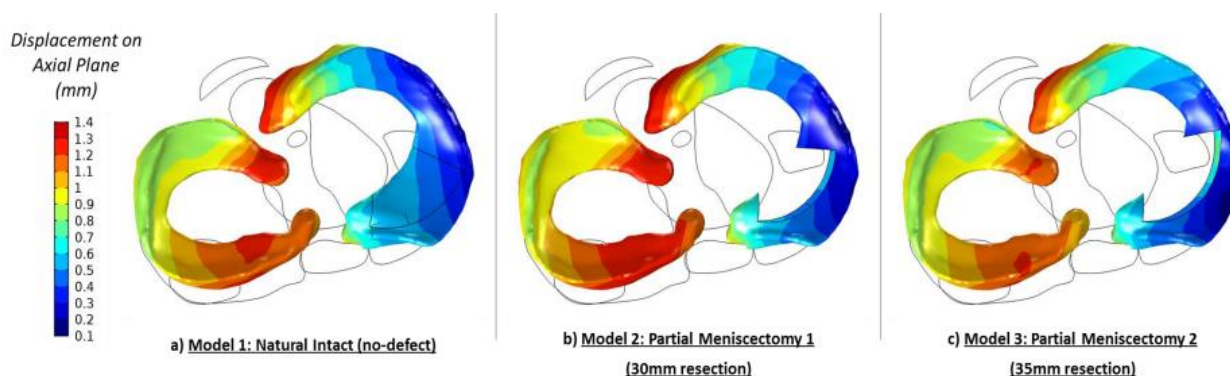 Displacement on
Axial Plane
(mm)
1.4
1.2
1.1
1
0.9
0.8
0.7
0.6
0.5
0.4
0.3
0.2
0.1
a) Model 1: Natural Intact (no-defect)
b) Model 2: Partial Meniscectomy 1
(30mm resection)
c) Model 3: Partial Meniscectomy 2
(35mm resection)